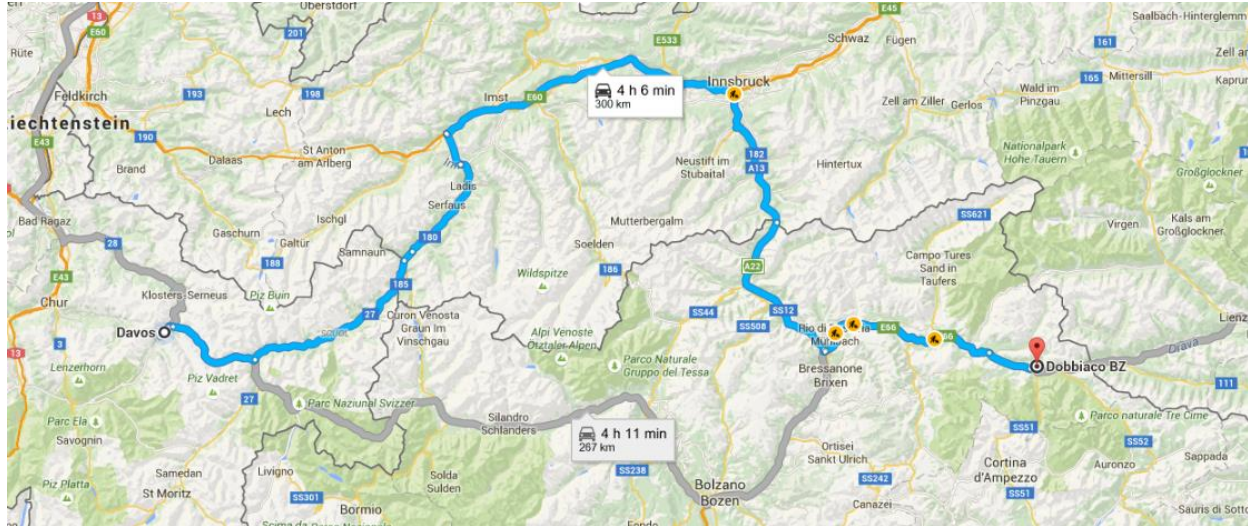 Oberstdorf
Saalbach-Hinterglemm
E45
13
E60
201
E533
Schwaz
Fügen
161
Rüte
Innsbruck
Zell a
4 h 6 min
300 km
165
Mittersill
Kaprun
Feldkirch
193
Lech
198
Imst
E60
Zell am Ziller
Gerlos
Wald im
Pinzgau
iechtenstein
E43
190
St Anton
am Arlberg
Dalaas
Brand
182
A13
Neustift im
Stubaital
Hintertux
Nationalpark
Hohe Tauern
Großglockner
Ladis
Serfaus
Bad Ragaz
Ischgl
Mutterbergalm
SS621
Virgen
Kals am
Großglockner
28
Gaschurn
Galtür
180
Samnaun
Soelden
186
188
E43
Wildspitze
A22
Campo Tures
Sand in
Taufers
Chur
Klosters-Serneus
Piz Buin
185
3
Davos
27
Curon Venosta
Graun Im
Vinschgau
Alpi Venoste
Ötztaler Alpen
SS44
SS12
SS508
Mühlbach
E66
Lienz
Drava
13
Lenzerhorn
Piz Vadret
27
Parco Naturale
Gruppo del Tessa
Bressanone
Brixen
Dobbiaco BZ
111
Parc Ela
Savognin
Parc Naziunal Svizzer
Silandro
Schlanders
4 h 11 min
267 km
Parco naturale Tre Cime
SS51
SS52
Ortisei
Sankt Ulrich
Samedan
Livigno
Solda
Sulden
SS238
Cortina
d'Ampezzo
Auronzo
Sappada
Piz Platta
St Moritz
SS301
Bormio
Bolzano
Bozen
SS242
Canazei
SS51
Sauris di Sotto